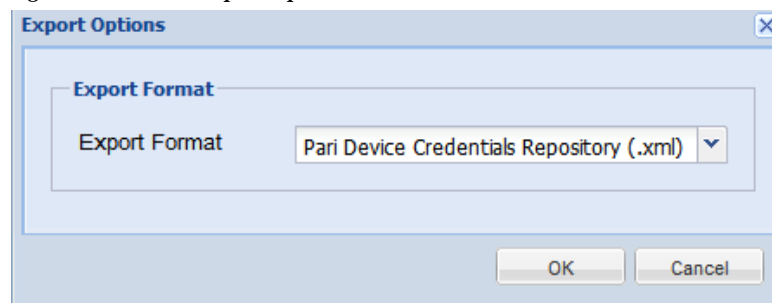 Export Options
Export Format
Export Format Pari Device Credentials Repository (.xml)
OK Cancel